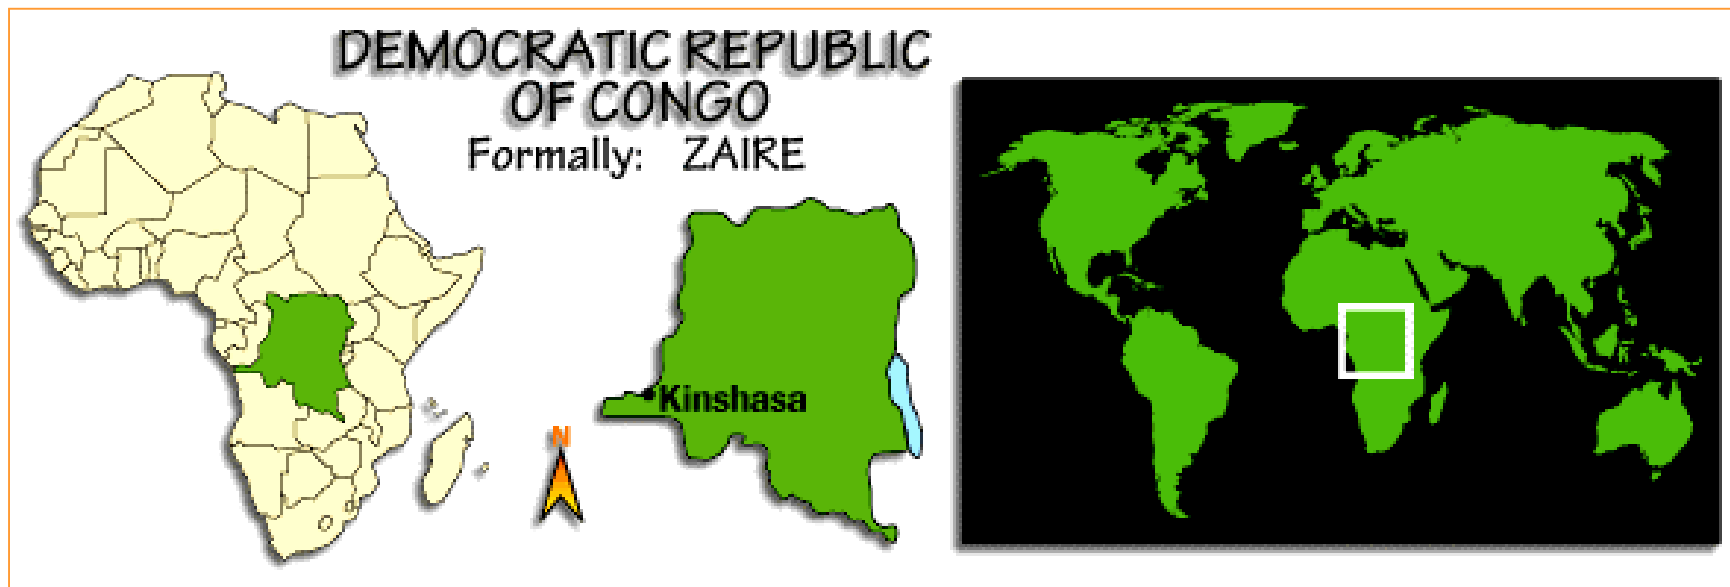 DEMOCRATIC REPUBLIC
OF CONGO
Formally: ZAIRE
Kinshasa
N